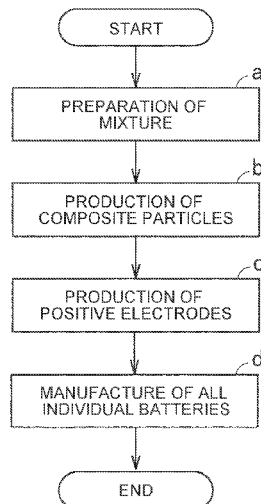 START
a
PREPARATION OF
MIXTURE
b
PRODUCTION OF
COMPOSITE PARTICLES
c
PRODUCTION OF
POSITIVE ELECTRODES
d
MANUFACTURE OF ALL
INDIVIDUAL BATTERIES
END